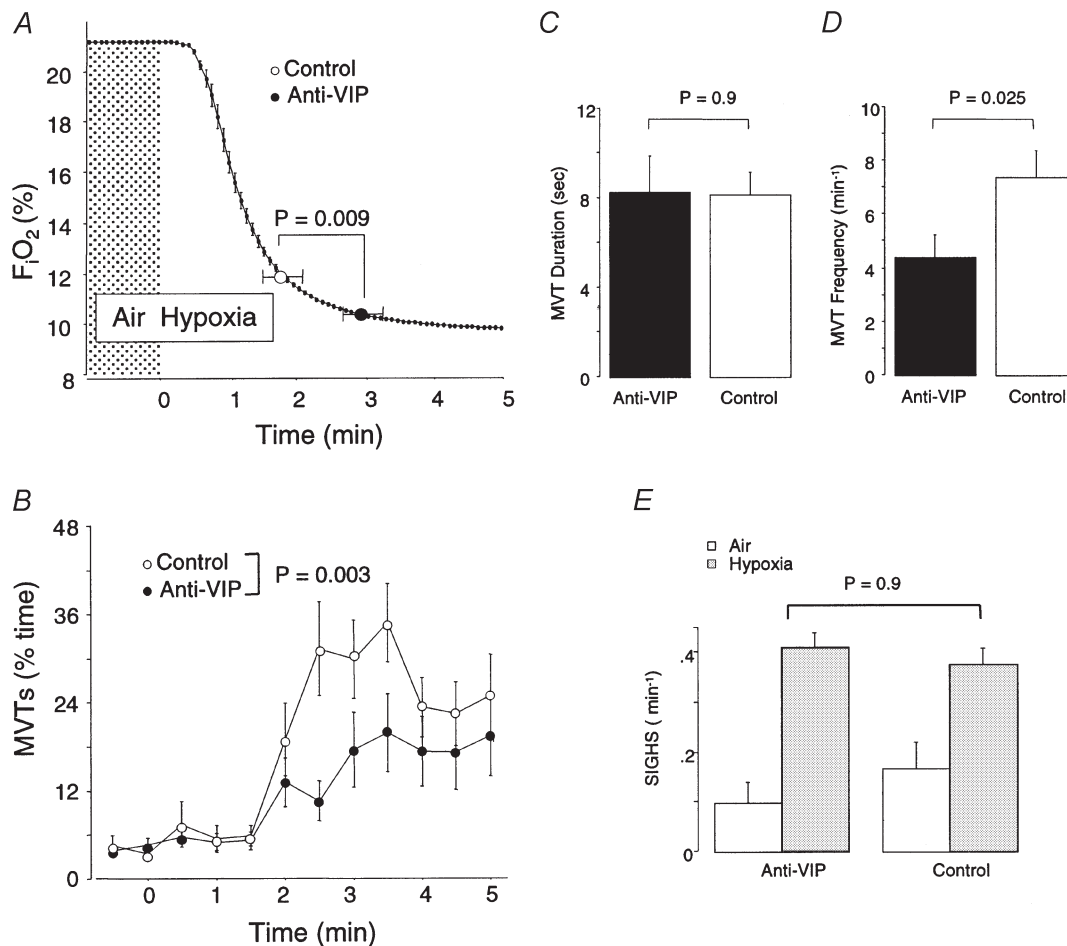 A
20
18
16
14
12
10
8
FiO2 (%)
Control
Anti-VIP
P = 0.009
Air Hypoxia
0 1 2 3 4 5
Time (min)
B
48
36
24
12
0
MVTs (% time)
Control
Anti-VIP
P = 0.003
0 1 2 3 4 5
Time (min)
C
12
8
4
0
MVT Duration (sec)
P = 0.9
Anti-VIP Control
D
10
8
6
4
2
0
MVT Frequency (min-1)
P = 0.025
Anti-VIP Control
E
Air
Hypoxia
P = 0.9
.4
.2
0
SIGHS ( min-1)
Anti-VIP Control